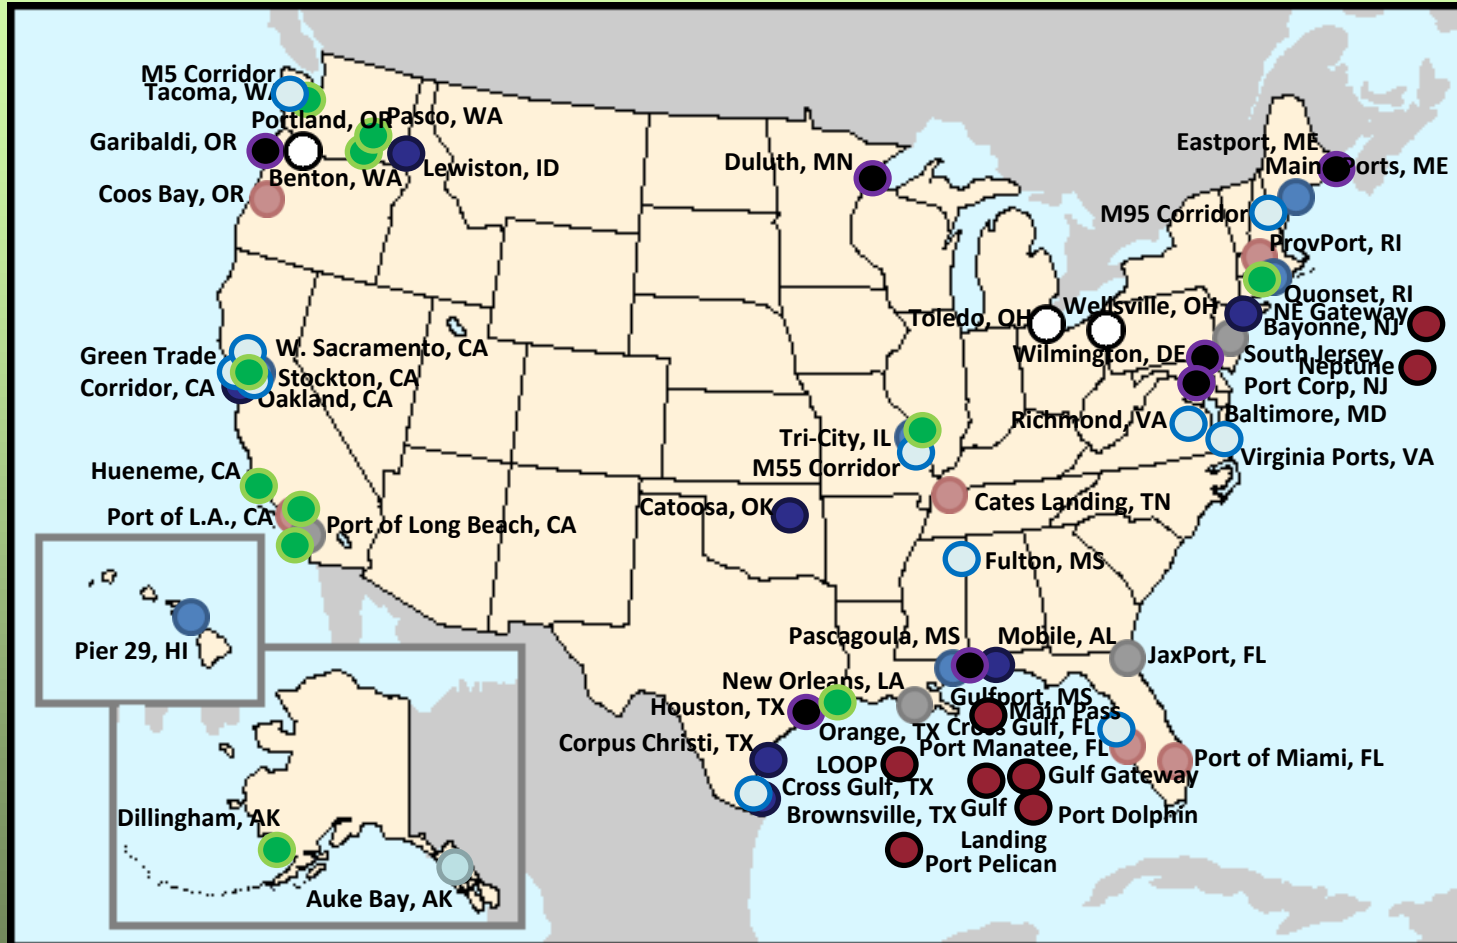 M5 Corridor
Tacoma, WA
Portland, OR
Pasco, WA
Garibaldi, OR
Benton, WA
Lewiston, ID
Coos Bay, OR
Duluth, MN
Eastport, ME
Maine Ports, ME
M95 Corridor
ProvPort, RI
Quonset, RI
Toledo, OH
Wellsville, OH
NE Gateway
Bayonne, NJ
Wilmington, DE
South Jersey
Port Corp, NJ
Neptune
Green Trade
Corridor, CA
W. Sacramento, CA
Stockton, CA
Oakland, CA
Richmond, VA
Baltimore, MD
Virginia Ports, VA
Tri-City, IL
M55 Corridor
Hueneme, CA
Port of L.A., CA
Port of Long Beach, CA
Catoosa, OK
Cates Landing, TN
Fulton, MS
Pier 29, HI
Pascagoula, MS
Mobile, AL
JaxPort, FL
New Orleans, LA
Gulfport, MS
Houston, TX
Main Pass
Orange, TX
Cross Gulf, FL
Corpus Christi, TX
Port Manatee, FL
LOOP
Port of Miami, FL
Gulf Gateway
Cross Gulf, TX
Brownsville, TX
Gulf
Landing
Port Dolphin
Port Pelican
Dillingham, AK
Auke Bay, AK